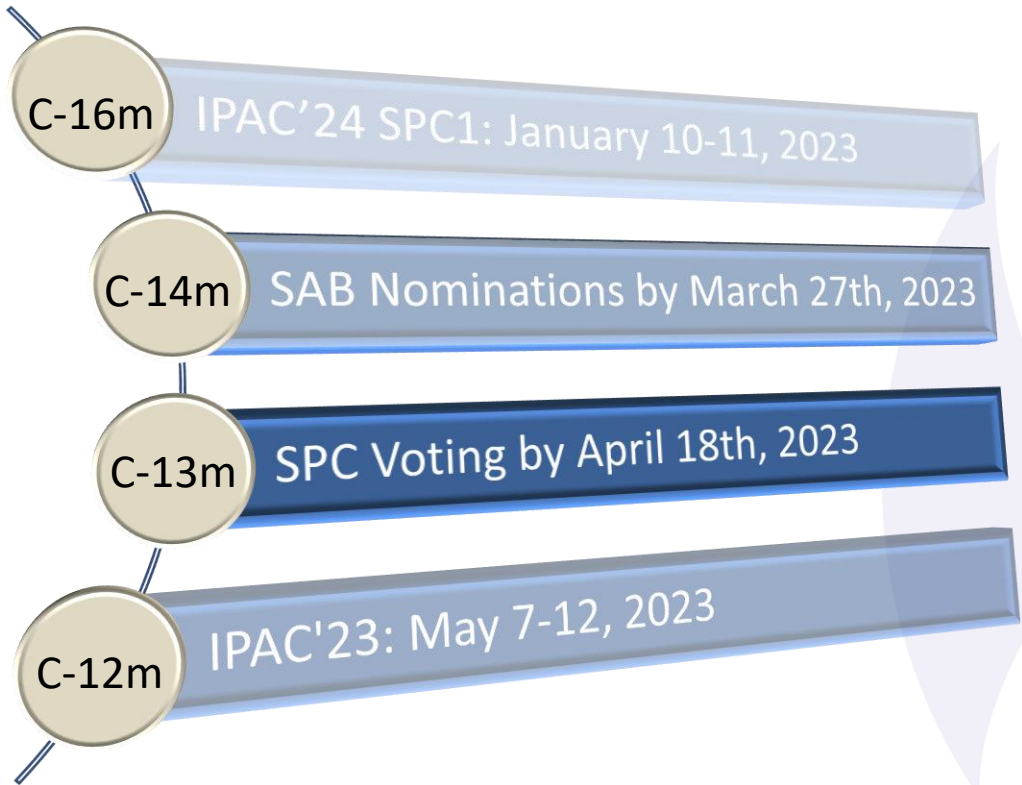 C-16m
IPAC’24 SPC1: January 10-11, 2023
C-14m
SAB Nominations by March 27th, 2023
C-13m
SPC Voting by April 18th, 2023
C-12m
IPAC'23: May 7-12, 2023